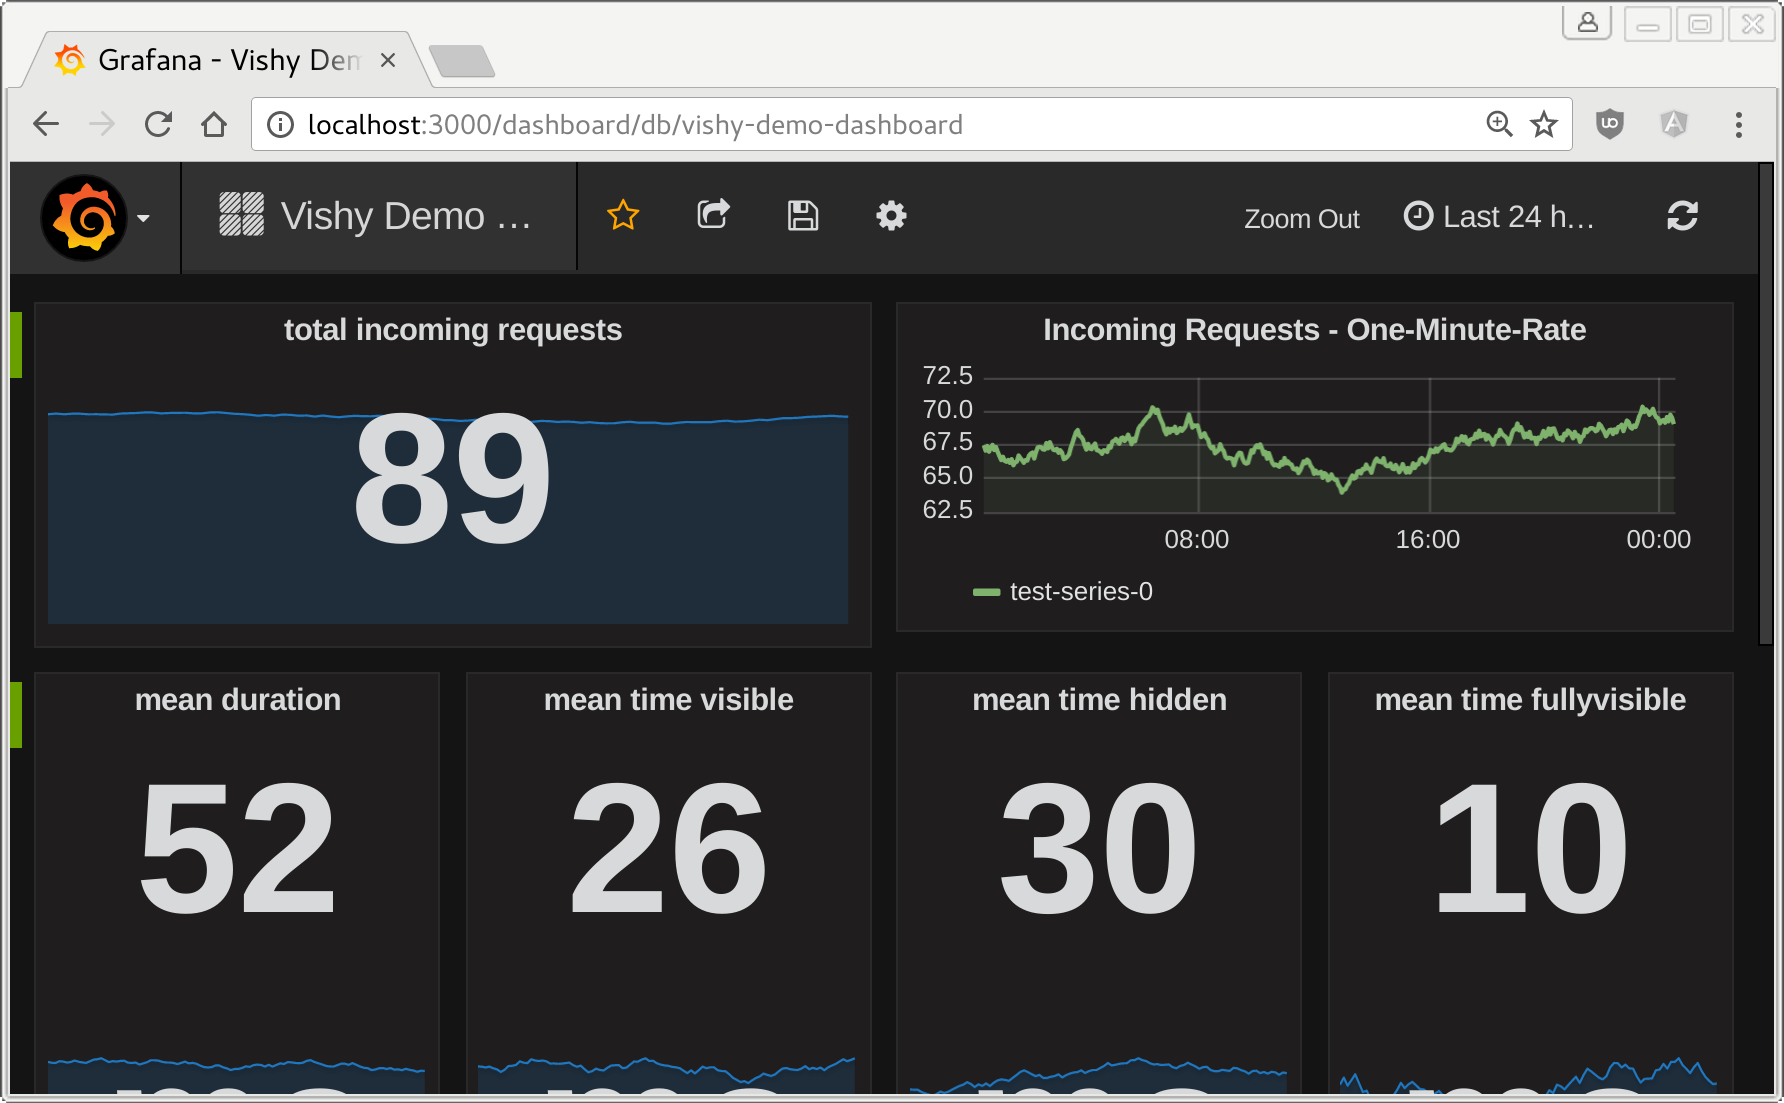 Grafana - Vishy Dem
localhost:3000/dashboard/db/vishy-demo-dashboard
Vishy Demo ...
Zoom Out
Last 24 h...
total incoming requests
89
Incoming Requests - One-Minute-Rate
72.5
70.0
67.5
65.0
62.5
08:00 16:00 00:00
test-series-0
mean duration
52
mean time visible
26
mean time hidden
30
mean time fullyvisible
10